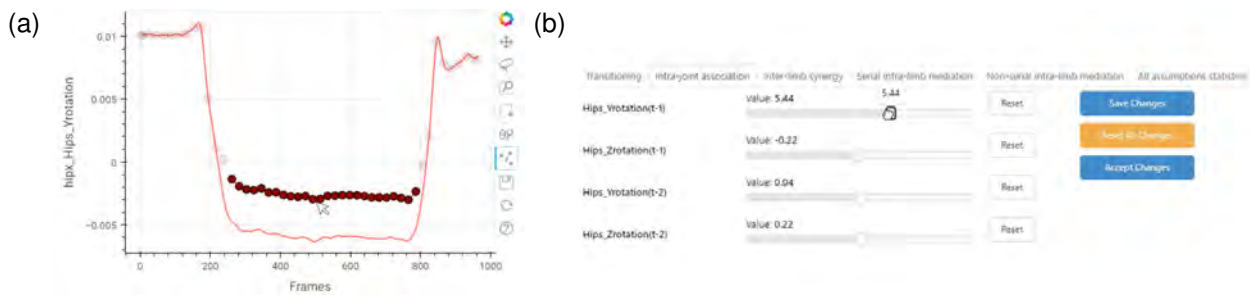 (a)
hipx_Hips_Yrotation
0.01
0.005
0
−0.005
0
200
400
600
800
1000
Frames
(b)
Transitioning Intra-joint association Inter-limb synergy Serial intra-limb mediation Non-serial intra-limb mediation All assumptions statistics
Hips_Yrotation(t-1) Value: 5.44 5.44 Reset Save Changes
Hips_Zrotation(t-1) Value: -0.22 Reset Reset All Changes
Accept Changes
Hips_Yrotation(t-2) Value: 0.04 Reset
Hips_Zrotation(t-2) Value: 0.22 Reset